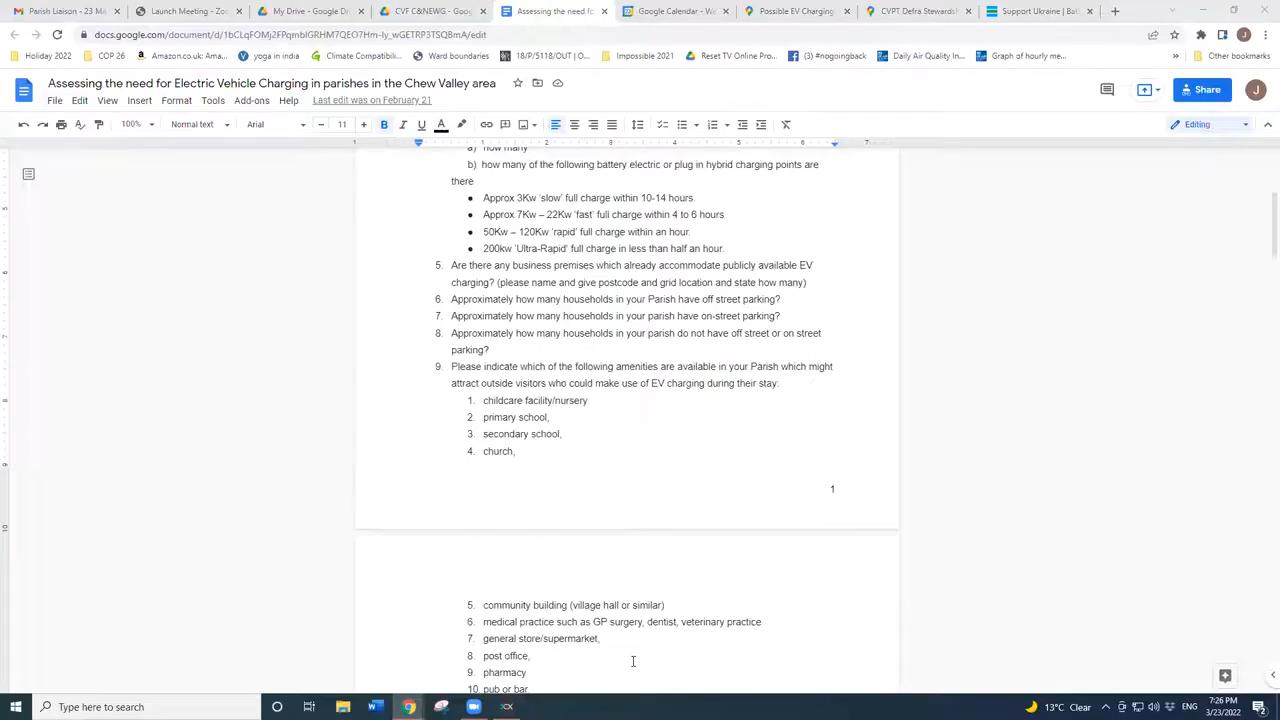 Parish Liaison - 23 M
Launch Meeting - Zo
My Drive - Google D
CVF C&NEWG - Goog
Assessing the need fo
Google Calendar - W
Possible EV Charging
CVPT Defra Stewards
Support Ukraine | Ba
docs.google.com/document/d/1bCLqFOMj2FPqmbIGRHM7QEO7Hm-ly_wGETRP3TSQBmA/edit
Holiday 2022
COP 26
Amazon.co.uk: Ama...
yoga in india
Climate Compatibili...
Ward boundaries
18/P/5118/OUT | On...
Impossible 2021
Reset TV Online Pro...
(3) #nogoingback
Daily Air Quality In...
Graph of hourly me...
»
Other bookmarks
Assessing the need for Electric Vehicle Charging in parishes in the Chew Valley area
File Edit View Insert Format Tools Add-ons Help Last edit was on February 21
Share
J
100% Normal text Arial 11 B I U A Editing
a) how many
b) how many of the following battery electric or plug in hybrid charging points are
there
● Approx 3Kw 'slow' full charge within 10-14 hours.
● Approx 7Kw – 22Kw 'fast' full charge within 4 to 6 hours
● 50Kw – 120Kw 'rapid' full charge within an hour.
● 200kw 'Ultra-Rapid' full charge in less than half an hour.
5. Are there any business premises which already accommodate publicly available EV
charging? (please name and give postcode and grid location and state how many)
6. Approximately how many households in your Parish have off street parking?
7. Approximately how many households in your parish have on-street parking?
8. Approximately how many households in your parish do not have off street or on street
parking?
9. Please indicate which of the following amenities are available in your Parish which might
attract outside visitors who could make use of EV charging during their stay:
1. childcare facility/nursery
2. primary school,
3. secondary school,
4. church,
1
5. community building (village hall or similar)
6. medical practice such as GP surgery, dentist, veterinary practice
7. general store/supermarket,
8. post office,
9. pharmacy
10. pub or bar.
Type here to search
13°C Clear
7:26 PM
3/23/2022
2